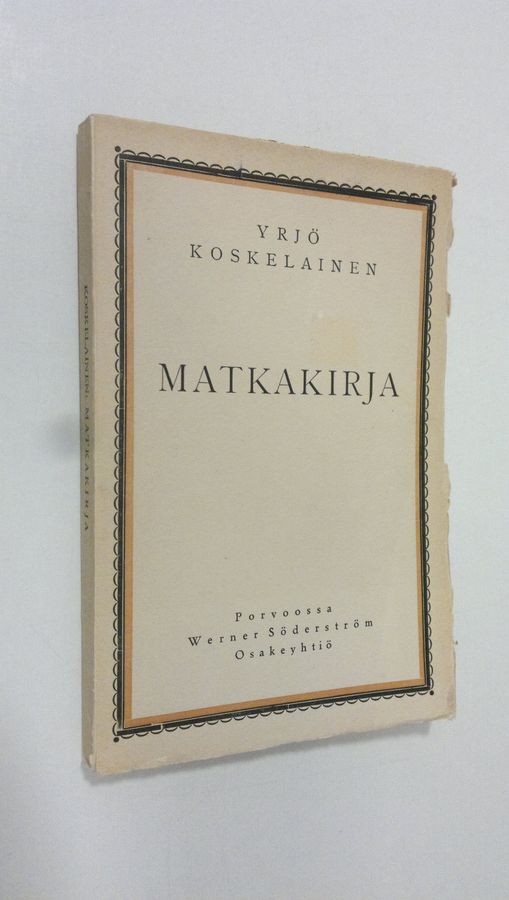 YRJÖ
KOSKELAINEN
MATKAKIRJA
Porvoossa
Werner Söderström
Osakeyhtiö
KOSKELAINEN: MATKAKIRJA